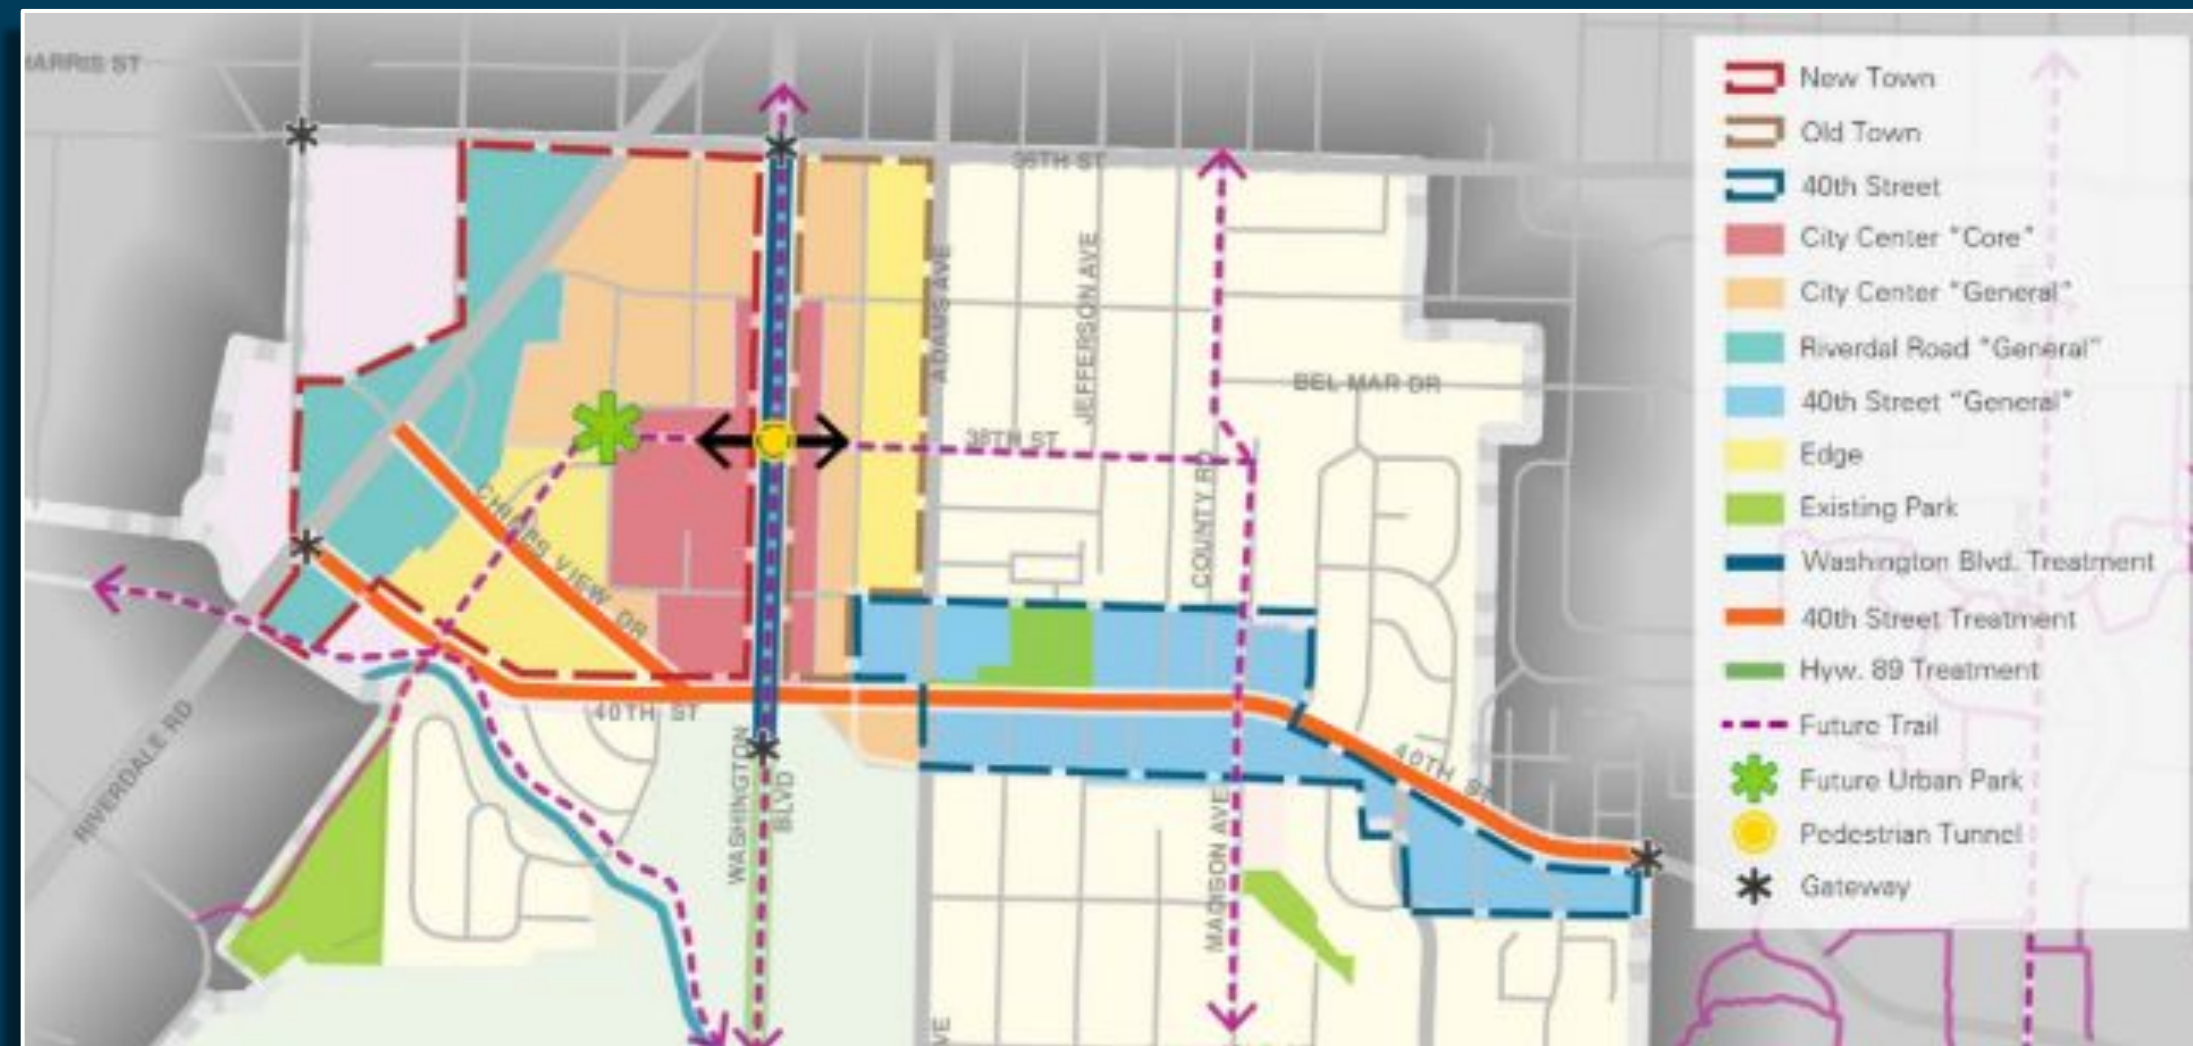 HARRIS ST
36TH ST
ADAMS AVE
JEFFERSON AVE
BEL MAR DR
38TH ST
COUNTY RD
CHIMES VIEW DR
40TH ST
40TH ST
RIVERDALE RD
WASHINGTON
BLVD
MADISON AVE
VE
New Town
Old Town
40th Street
City Center "Core"
City Center "General"
Riverdal Road "General"
40th Street "General"
Edge
Existing Park
Washington Blvd. Treatment
40th Street Treatment
Hyw. 89 Treatment
Future Trail
Future Urban Park
Pedestrian Tunnel
Gateway